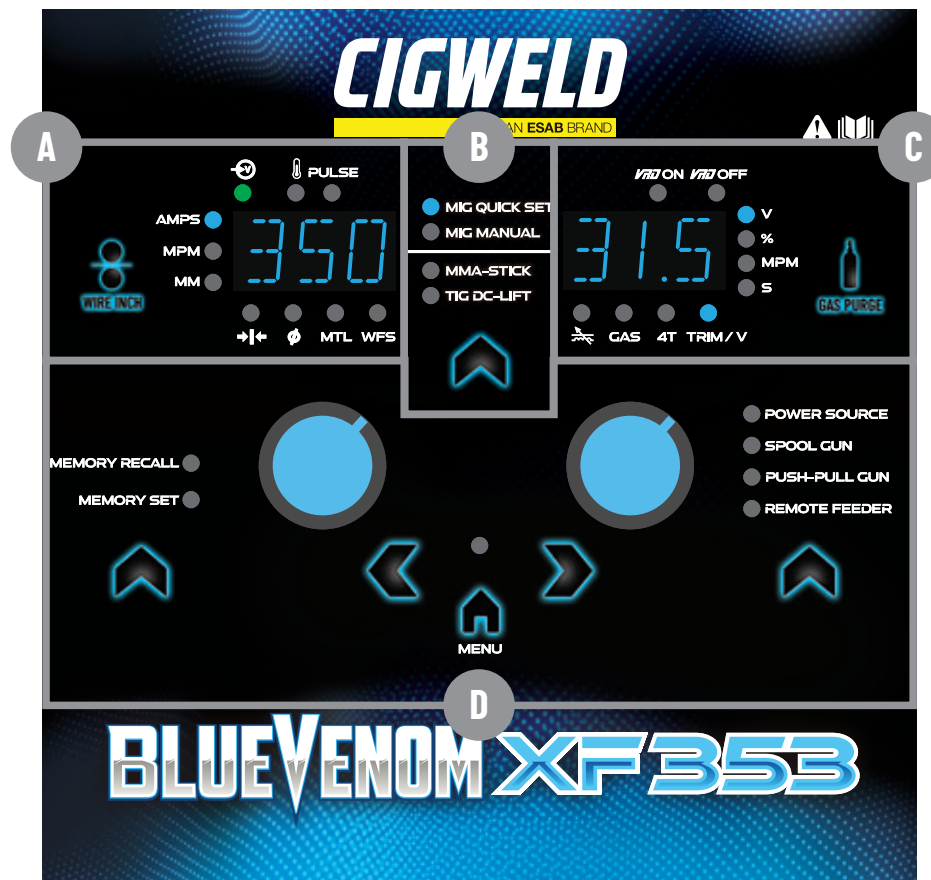 CIGWELD
AN ESAB BRAND
A
B
C
PULSE
VRD ON VRD OFF
AMPS
MPM
MM
350
WIRE INCH
MTL WFS
MIG QUICK SET
MIG MANUAL
MMA-STICK
TIG DC-LIFT
31.5
V
%
MPM
S
GAS PURGE
GAS 4T TRIM/V
MEMORY RECALL
MEMORY SET
POWER SOURCE
SPOOL GUN
PUSH-PULL GUN
REMOTE FEEDER
MENU
D
BLUEVENOM XF353